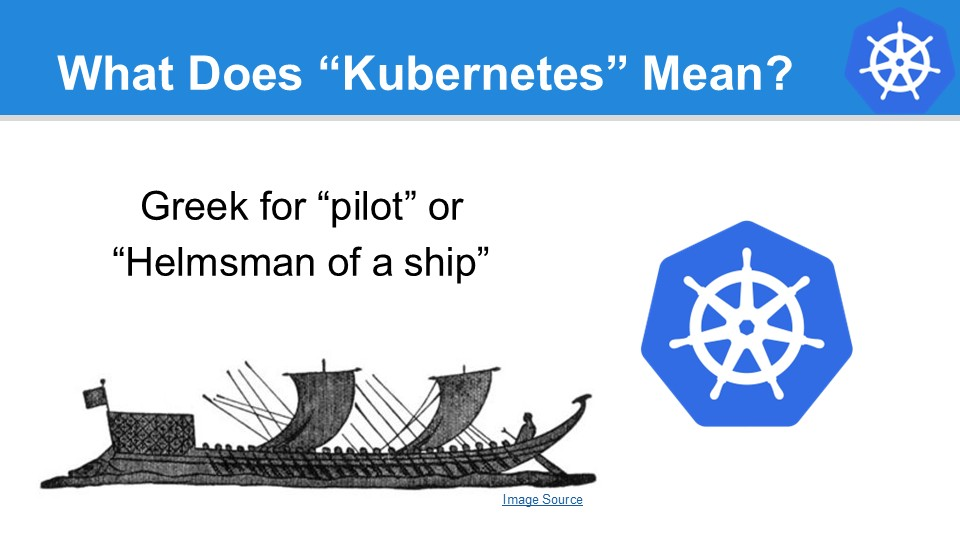 What Does “Kubernetes” Mean?
Greek for “pilot” or
“Helmsman of a ship”
Image Source